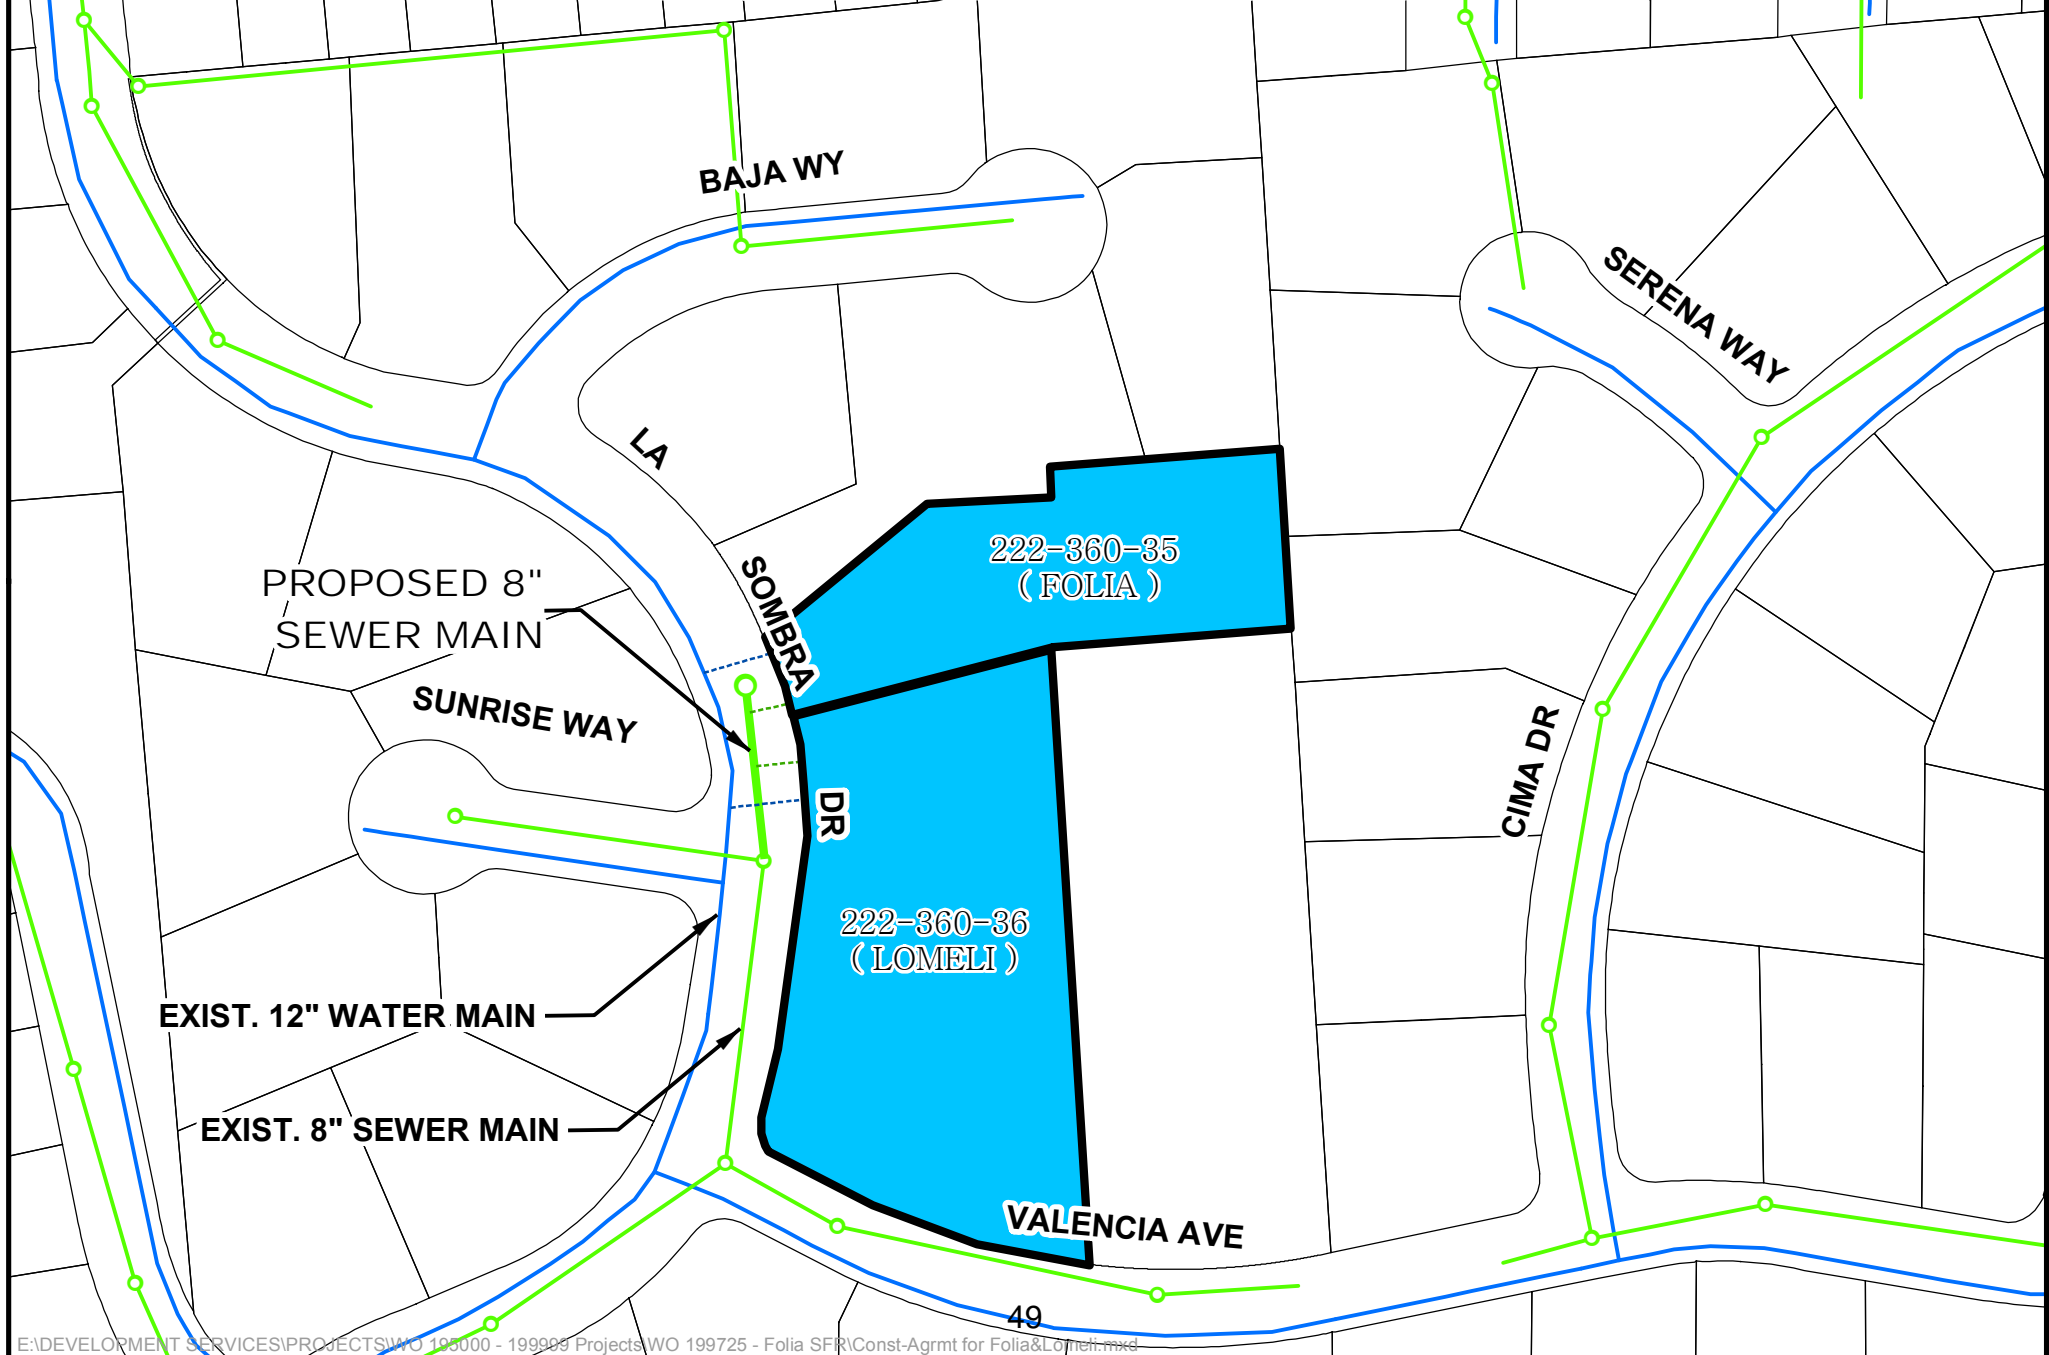 BAJA WY
SERENA WAY
LA
SOMBRA
DR
222-360-35
( FOLIA )
PROPOSED 8"
SEWER MAIN
SUNRISE WAY
CIMA DR
222-360-36
( LOMELI )
EXIST. 12" WATER MAIN
EXIST. 8" SEWER MAIN
VALENCIA AVE
49
E:\DEVELOPMENT SERVICES\PROJECTS\WO 195000 - 199999 Projects\WO 199725 - Folia SFR\Const-Agrmt for Folia&Lomeli.mxd